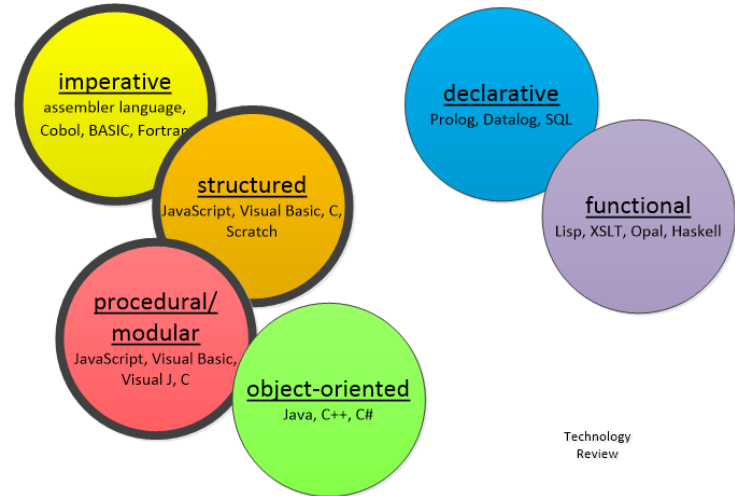 imperative
assembler language,
Cobol, BASIC, Fortran
structured
JavaScript, Visual Basic, C,
Scratch
procedural/
modular
JavaScript, Visual Basic,
Visual J, C
object-oriented
Java, C++, C#
declarative
Prolog, Datalog, SQL
functional
Lisp, XSLT, Opal, Haskell
Technology
Review